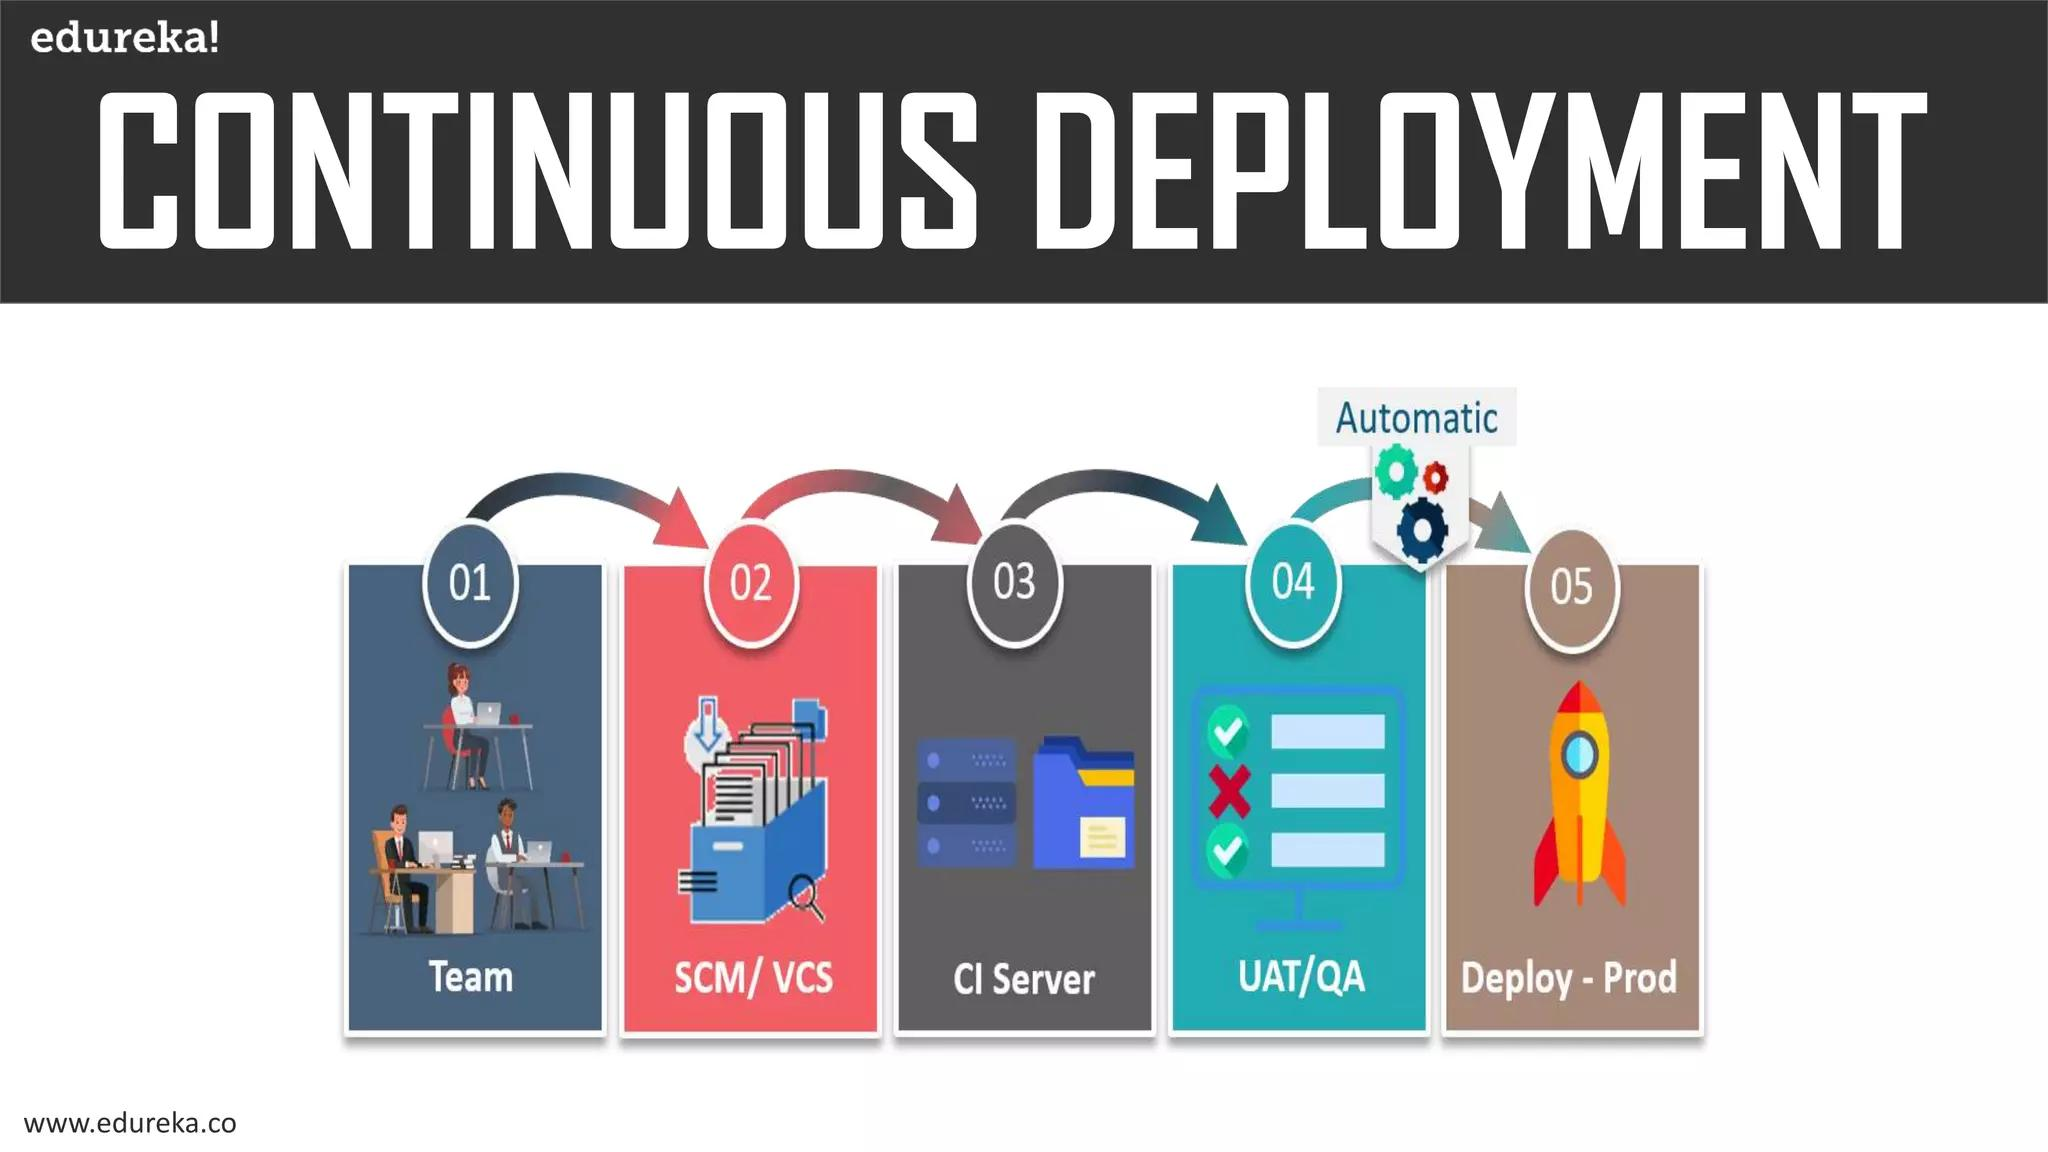 edureka!
CONTINUOUS DEPLOYMENT
Automatic
01
02
03
04
05
Team
SCM/ VCS
CI Server
UAT/QA
Deploy - Prod
www.edureka.co